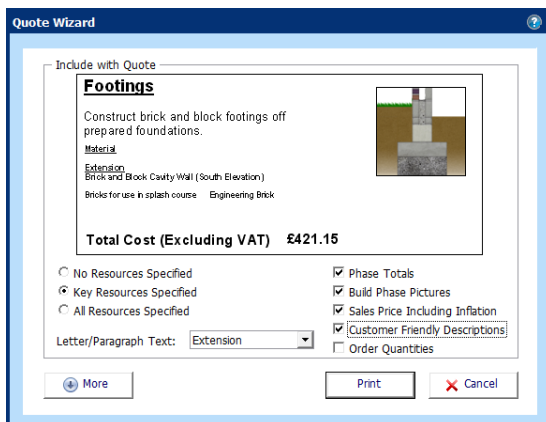 Quote Wizard
Include with Quote
Footings
Construct brick and block footings off
prepared foundations.
Material
Extension
Brick and Block Cavity Wall (South Elevation)
Bricks for use in splash course Engineering Brick
Total Cost (Excluding VAT) £421.15
No Resources Specified
Key Resources Specified
All Resources Specified
Letter/Paragraph Text: Extension
Phase Totals
Build Phase Pictures
Sales Price Including Inflation
Customer Friendly Descriptions
Order Quantities
More
Print
Cancel